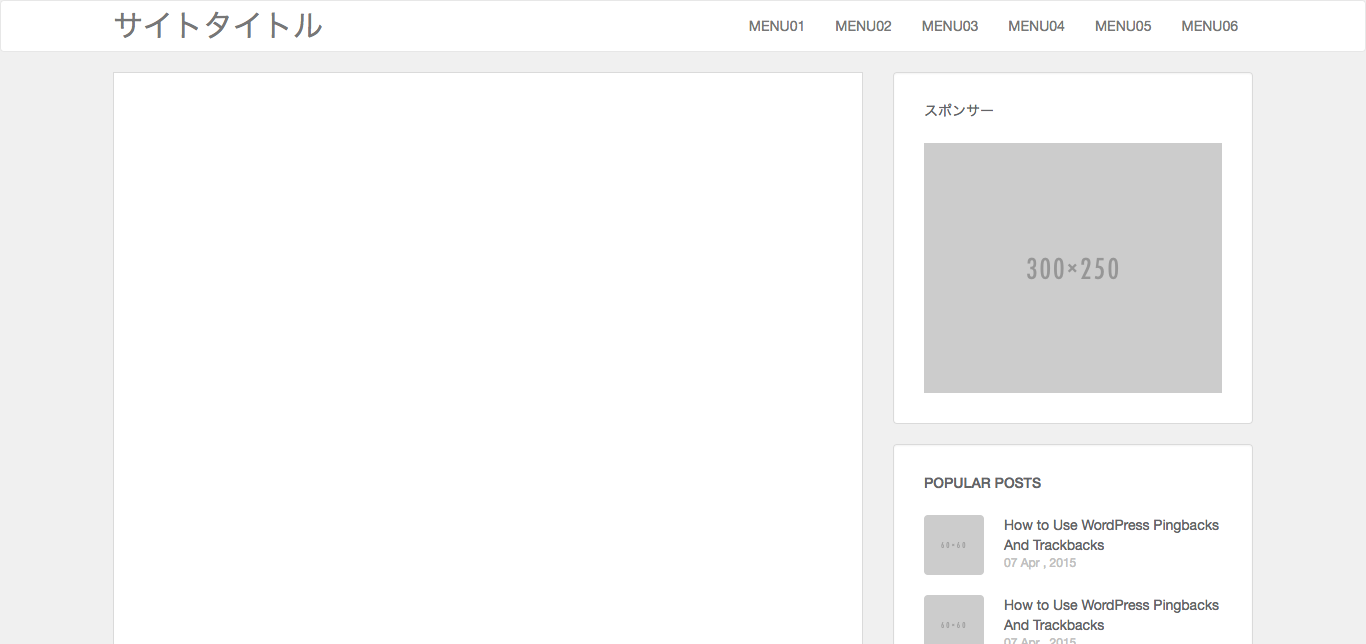 サイトタイトル
MENU01 MENU02 MENU03 MENU04 MENU05 MENU06
スポンサー
300×250
POPULAR POSTS
60×60
How to Use WordPress Pingbacks
And Trackbacks
07 Apr , 2015
60×60
How to Use WordPress Pingbacks
And Trackbacks
07 Apr , 2015